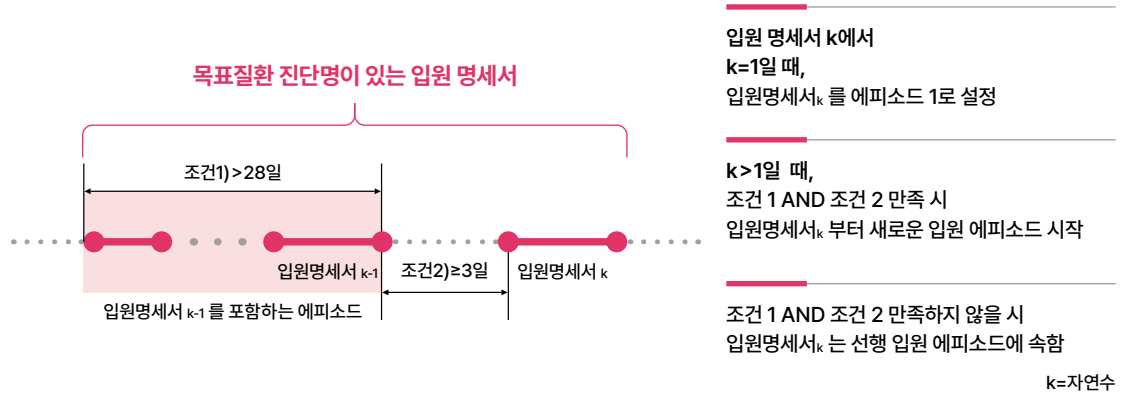 목표질환 진단명이 있는 입원 명세서
조건1)>28일
입원명세서 k-1
조건2)≥3일
입원명세서 k
입원명세서 k-1 를 포함하는 에피소드
입원 명세서 k에서
k=1일 때,
입원명세서k 를 에피소드 1로 설정
k>1일 때,
조건 1 AND 조건 2 만족 시
입원명세서k 부터 새로운 입원 에피소드 시작
조건 1 AND 조건 2 만족하지 않을 시
입원명세서k 는 선행 입원 에피소드에 속함
k=자연수